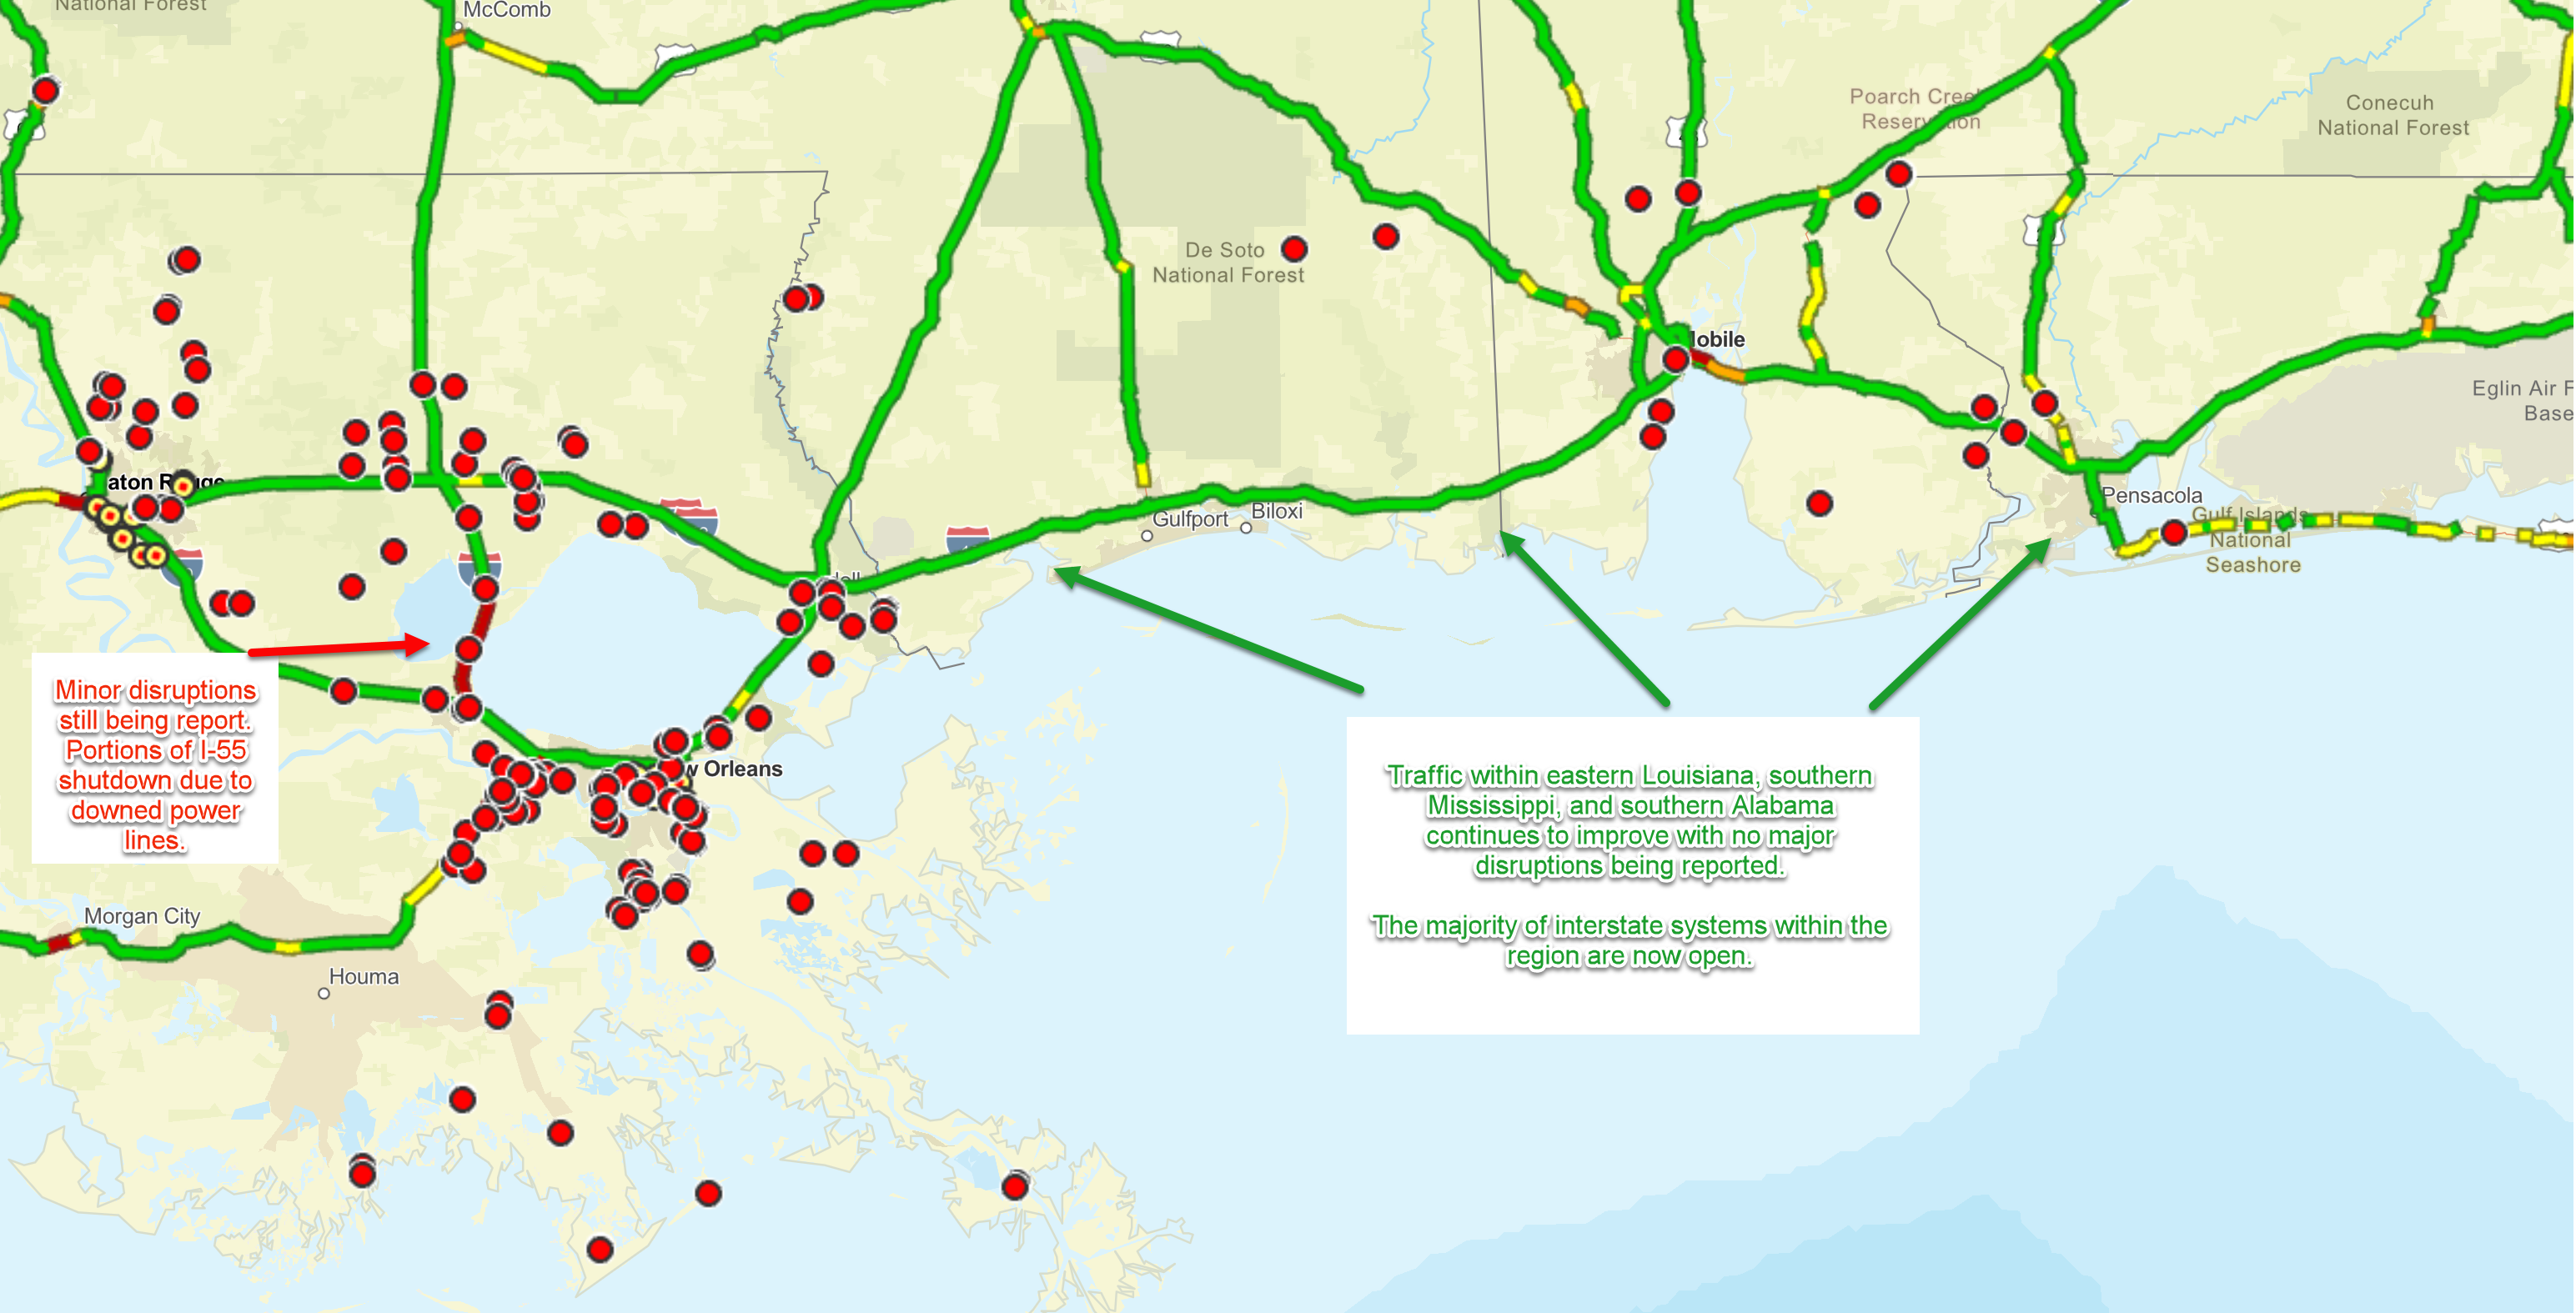 National Forest
McComb
Poarch Creek
Reservation
Conecuh
National Forest
De Soto
National Forest
Mobile
Eglin Air F
Base
Baton Rouge
Pensacola
Gulf Islands
National
Seashore
Gulfport
Biloxi
dell
Minor disruptions
still being report.
Portions of I-55
shutdown due to
downed power
lines.
New Orleans
Traffic within eastern Louisiana, southern
Mississippi, and southern Alabama
continues to improve with no major
disruptions being reported.
The majority of interstate systems within the
region are now open.
Morgan City
Houma